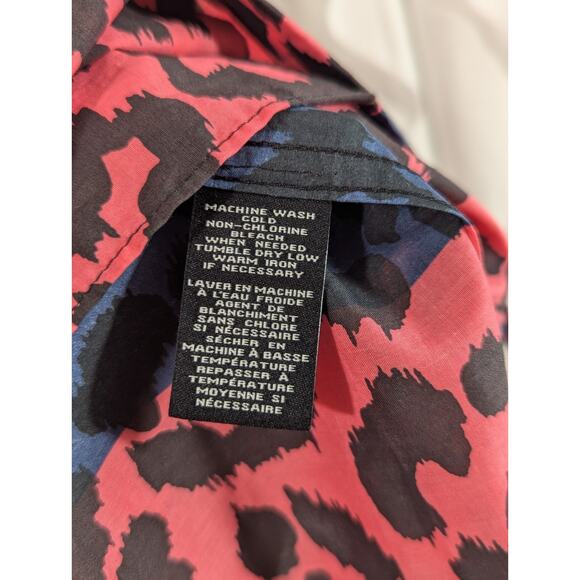 MACHINE WASH
COLD
NON-CHLORINE
BLEACH
WHEN NEEDED
TUMBLE DRY LOW
WARM IRON
IF NECESSARY
LAVER EN MACHINE
À L'EAU FROIDE
AGENT DE
BLANCHIMENT
SANS CHLORE
SI NÉCESSAIRE
SÉCHER EN
MACHINE À BASSE
TEMPÉRATURE
REPASSER À
TEMPÉRATURE
MOYENNE SI
NÉCESSAIRE